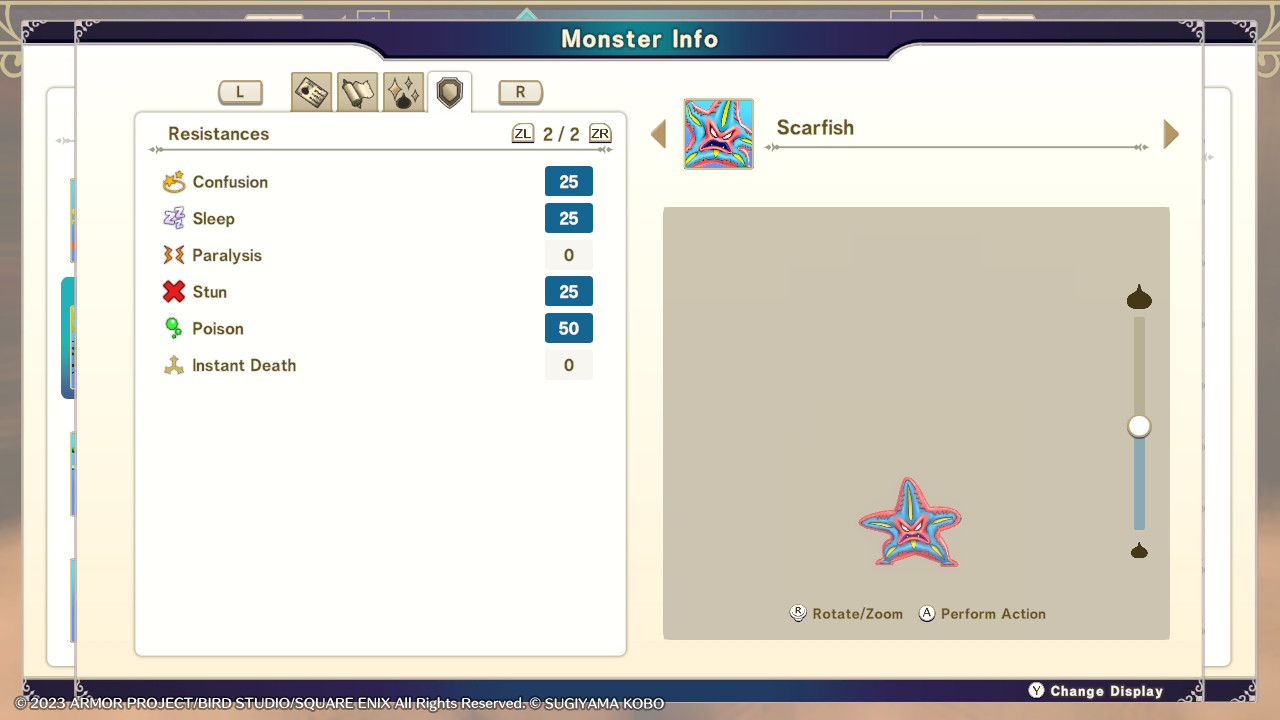 Monster Info
L
R
Resistances
ZL 2 / 2 ZR
Scarfish
Confusion 25
Sleep 25
Paralysis 0
Stun 25
Poison 50
Instant Death 0
R Rotate/Zoom A Perform Action
Y Change Display
© 2023 ARMOR PROJECT/BIRD STUDIO/SQUARE ENIX All Rights Reserved. © SUGIYAMA KOBO